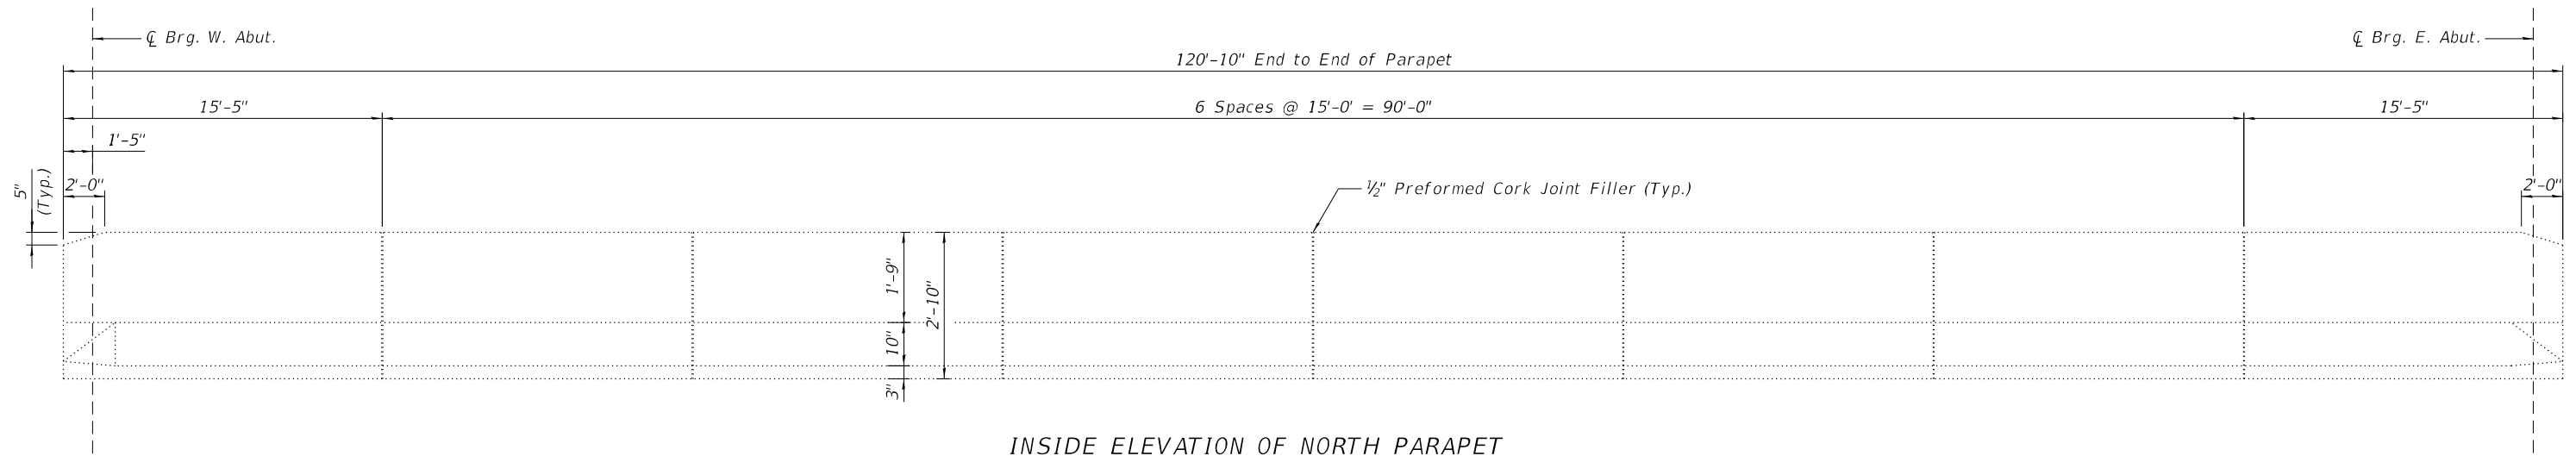 ℄ Brg. W. Abut.
℄ Brg. E. Abut.
120'-10" End to End of Parapet
15'-5"
6 Spaces @ 15'-0' = 90'-0"
15'-5"
1'-5"
5"
(Typ.)
2'-0"
½" Preformed Cork Joint Filler (Typ.)
2'-0"
1'-9"
2'-10"
10"
3"
INSIDE ELEVATION OF NORTH PARAPET